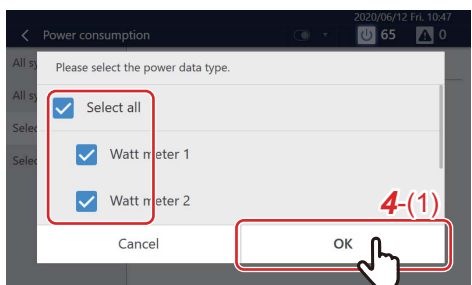 2020/06/12 Fri. 10:47
Power consumption
65
0
All sy
Please select the power data type.
All sy
Select all
Selec
Watt meter 1
Selec
Watt meter 2
4-(1)
Cancel
OK